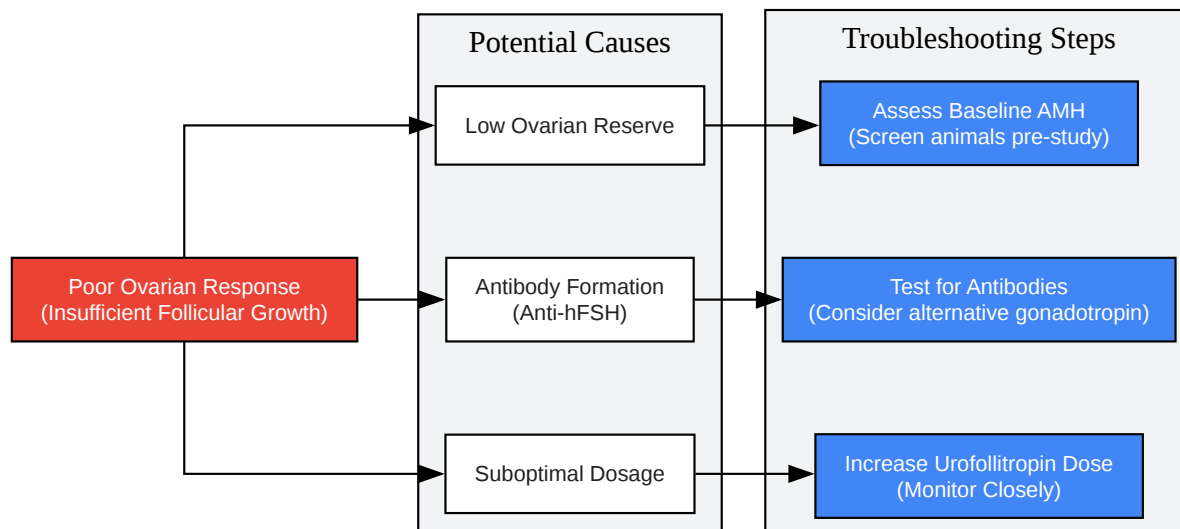 Potential Causes
Troubleshooting Steps
Low Ovarian Reserve
Assess Baseline AMH
(Screen animals pre-study)
Poor Ovarian Response
(Insufficient Follicular Growth)
Antibody Formation
(Anti-hFSH)
Test for Antibodies
(Consider alternative gonadotropin)
Suboptimal Dosage
Increase Urofollitropin Dose
(Monitor Closely)